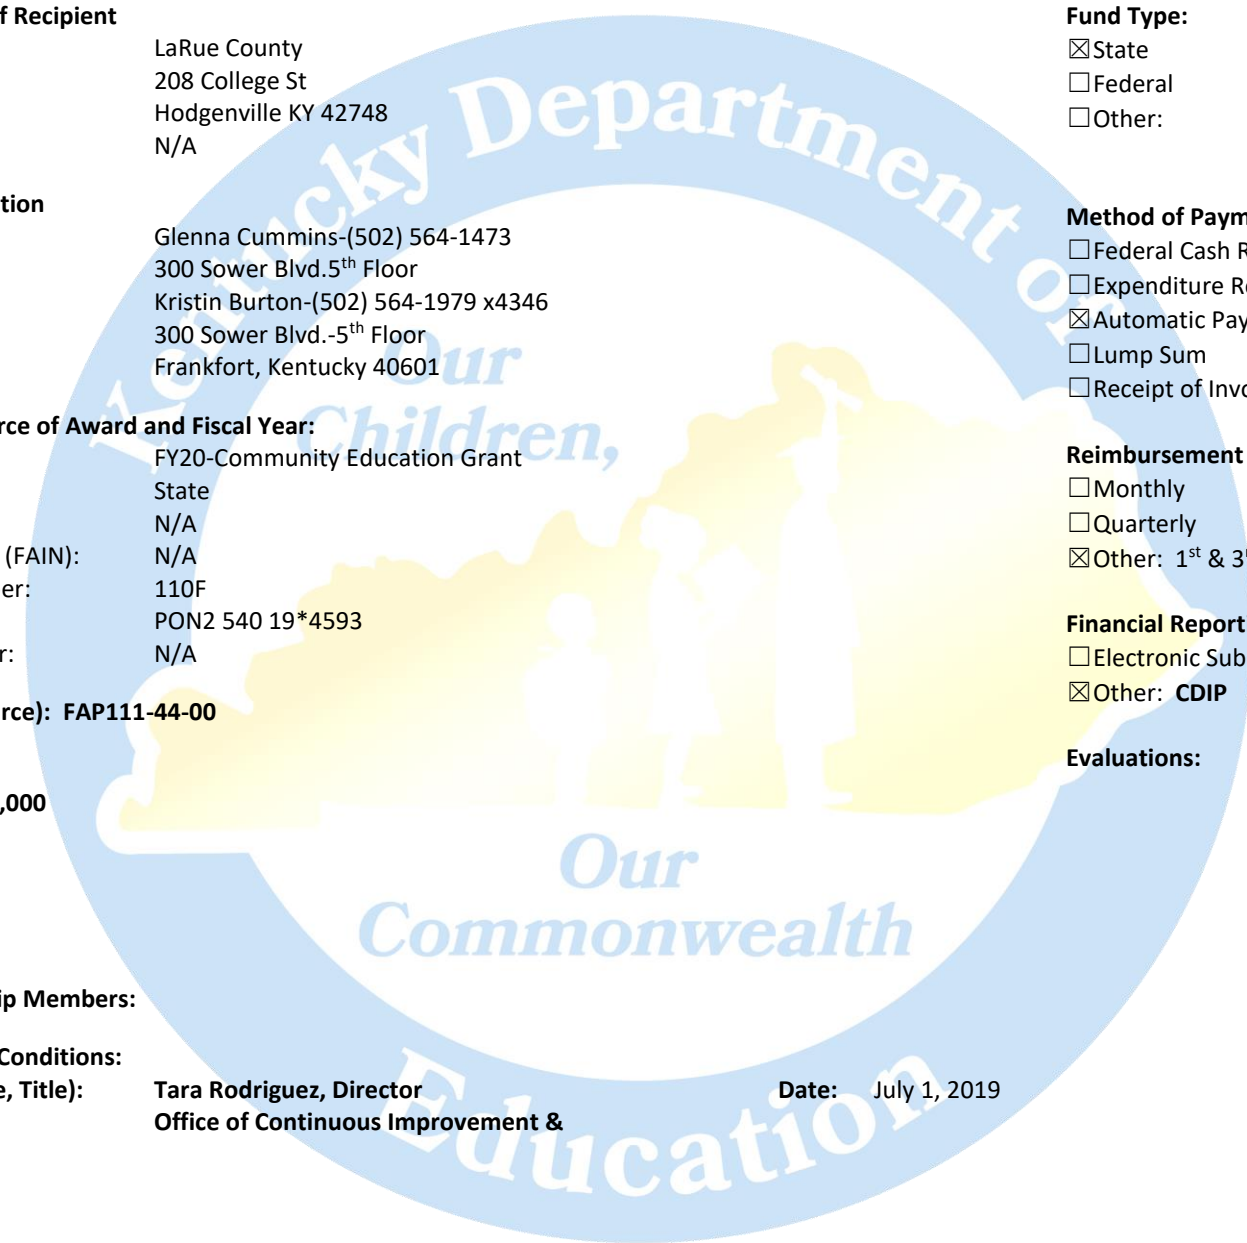 f Recipient
LaRue County
208 College St
Hodgenville KY 42748
N/A
tion
Glenna Cummins-(502) 564-1473
300 Sower Blvd.5th Floor
Kristin Burton-(502) 564-1979 x4346
300 Sower Blvd.-5th Floor
Frankfort, Kentucky 40601
rce of Award and Fiscal Year:
FY20-Community Education Grant
State
N/A
(FAIN): N/A
er: 110F
PON2 540 19*4593
r: N/A
rce): FAP111-44-00
,000
ip Members:
Conditions:
e, Title): Tara Rodriguez, Director Date: July 1, 2019
Office of Continuous Improvement &
Fund Type:
☒State
☐Federal
☐Other:
Method of Paym
☐Federal Cash R
☐Expenditure Re
☒Automatic Pay
☐Lump Sum
☐Receipt of Invo
Reimbursement
☐Monthly
☐Quarterly
☒Other: 1st & 3
Financial Report
☐Electronic Sub
☒Other: CDIP
Evaluations:
Kentucky Department of
Education
Our
Children,
Our
Commonwealth